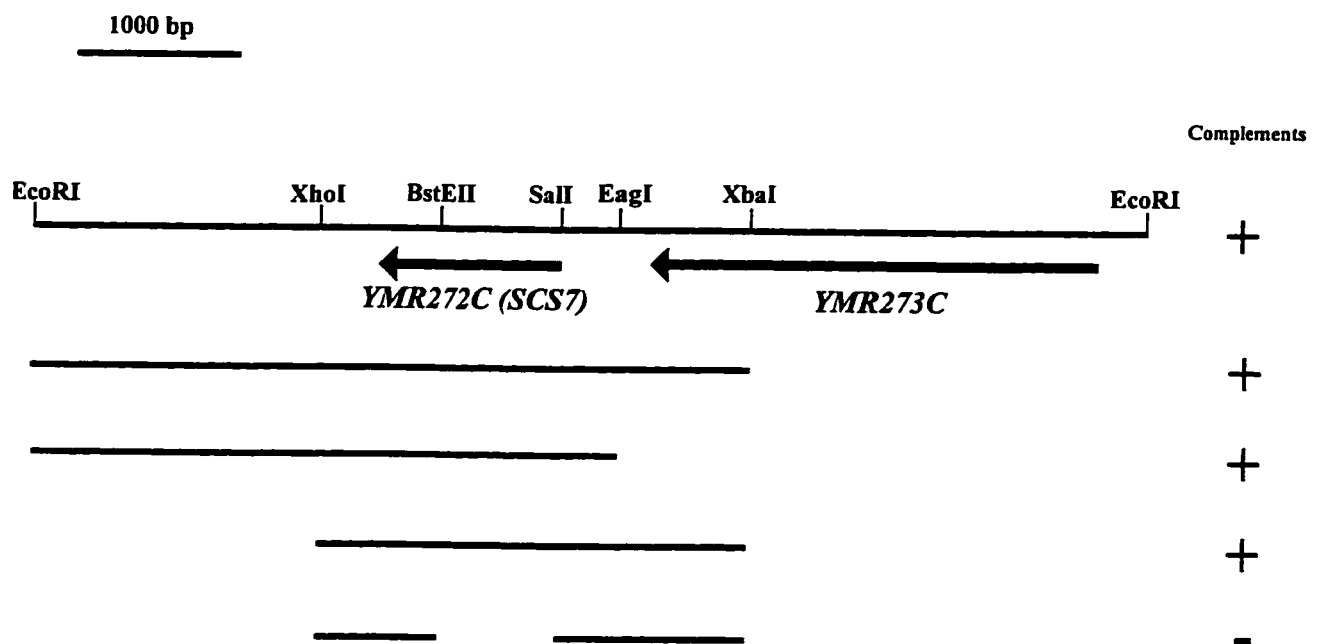 1000 bp
Complements
EcoRI XhoI BstEII SalI EagI XbaI EcoRI
+
YMR272C (SCS7) YMR273C
+
+
+
-